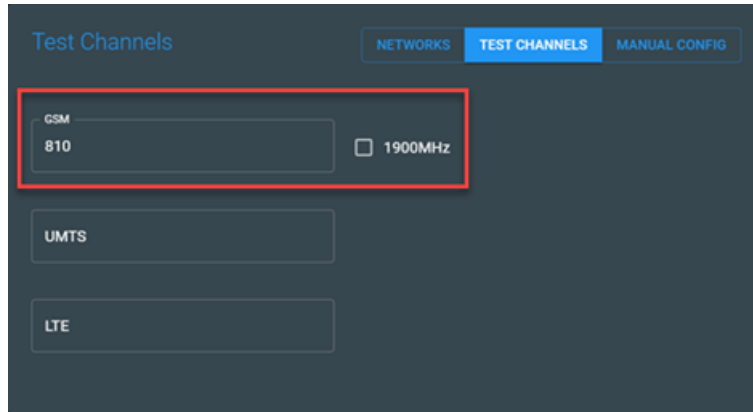 Test Channels
NETWORKS
TEST CHANNELS
MANUAL CONFIG
GSM
810
1900MHz
UMTS
LTE